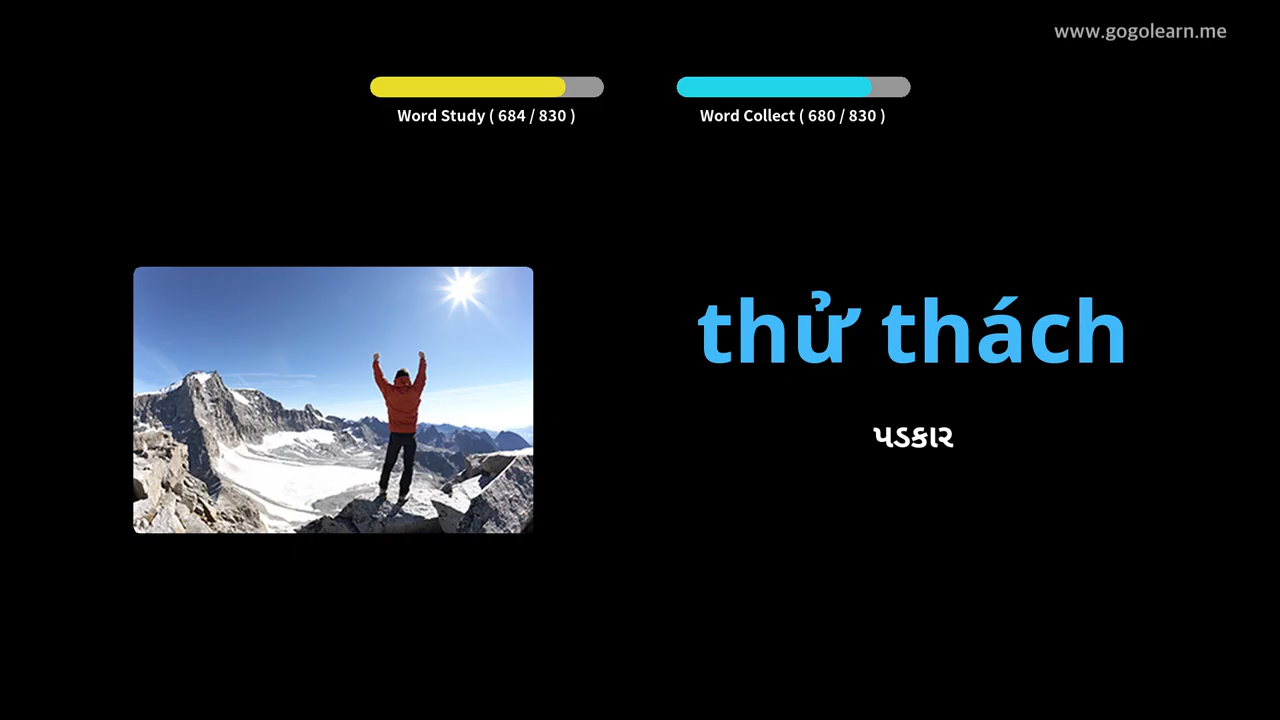 www.gogolearn.me
Word Study ( 684 / 830 )
Word Collect ( 680 / 830 )
thử thách
પડકાર